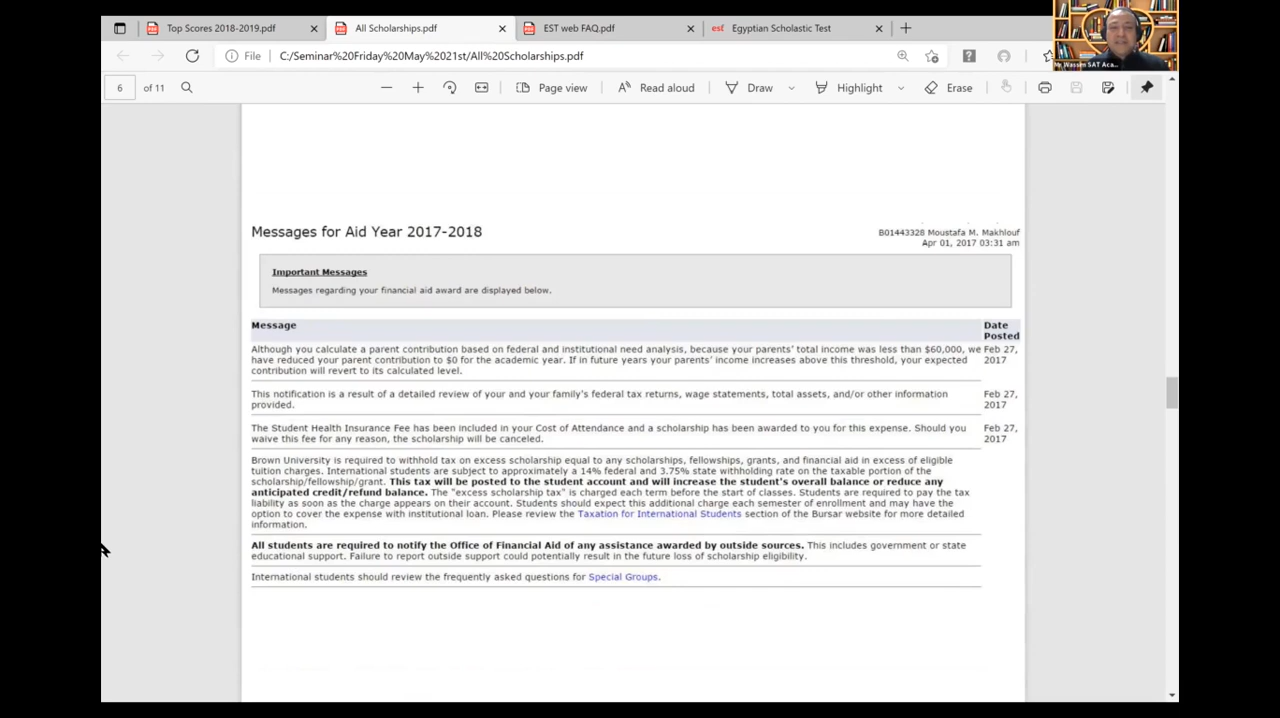 Top Scores 2018-2019.pdf
All Scholarships.pdf
EST web FAQ.pdf
est Egyptian Scholastic Test
File C:/Seminar%20Friday%20May%2021st/All%20Scholarships.pdf
6 of 11
Page view
Read aloud
Draw
Highlight
Erase
Mr Wassem SAT Aca...
Messages for Aid Year 2017-2018
B01443328 Moustafa M. Makhlouf
Apr 01, 2017 03:31 am
Important Messages
Messages regarding your financial aid award are displayed below.
Message
Date
Posted
Although you calculate a parent contribution based on federal and institutional need analysis, because your parents' total income was less than $60,000, we
have reduced your parent contribution to $0 for the academic year. If in future years your parents' income increases above this threshold, your expected
contribution will revert to its calculated level.
Feb 27,
2017
This notification is a result of a detailed review of your and your family's federal tax returns, wage statements, total assets, and/or other information
provided.
Feb 27,
2017
The Student Health Insurance Fee has been included in your Cost of Attendance and a scholarship has been awarded to you for this expense. Should you
waive this fee for any reason, the scholarship will be canceled.
Feb 27,
2017
Brown University is required to withhold tax on excess scholarship equal to any scholarships, fellowships, grants, and financial aid in excess of eligible
tuition charges. International students are subject to approximately a 14% federal and 3.75% state withholding rate on the taxable portion of the
scholarship/fellowship/grant. This tax will be posted to the student account and will increase the student's overall balance or reduce any
anticipated credit/refund balance. The "excess scholarship tax" is charged each term before the start of classes. Students are required to pay the tax
liability as soon as the charge appears on their account. Students should expect this additional charge each semester of enrollment and may have the
option to cover the expense with institutional loan. Please review the Taxation for International Students section of the Bursar website for more detailed
information.
All students are required to notify the Office of Financial Aid of any assistance awarded by outside sources. This includes government or state
educational support. Failure to report outside support could potentially result in the future loss of scholarship eligibility.
International students should review the frequently asked questions for Special Groups.